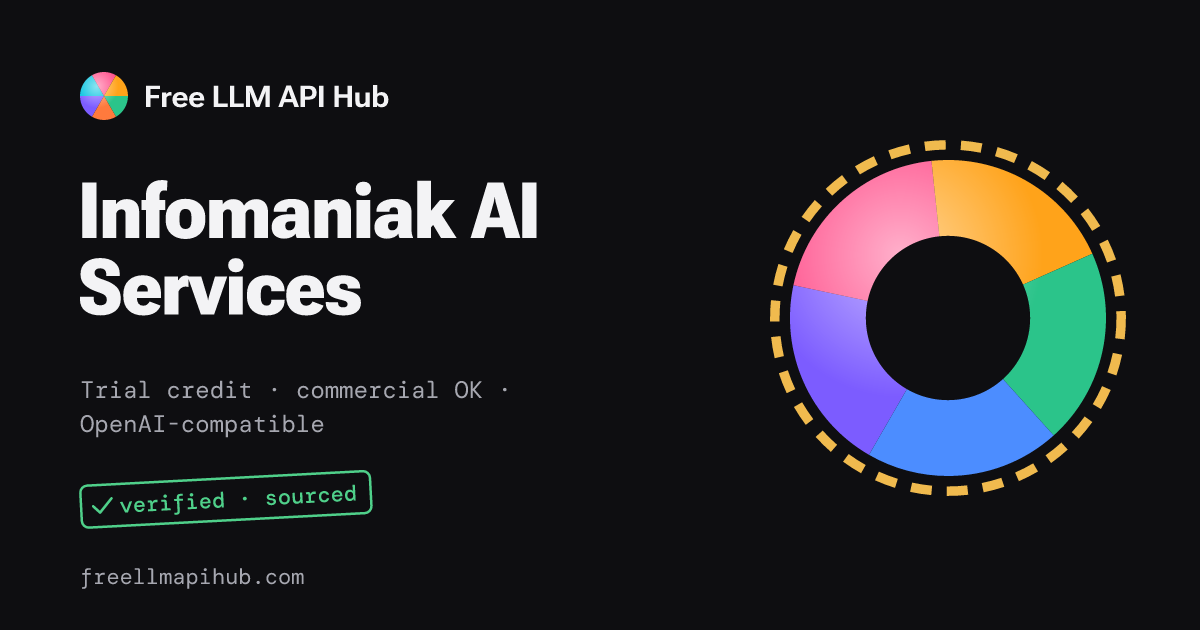 Free LLM API Hub
Infomaniak AI
Services
Trial credit · commercial OK ·
OpenAI-compatible
verified · sourced
freellmapihub.com